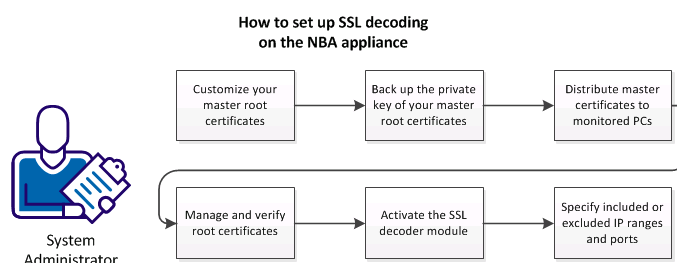 How to set up SSL decoding
on the NBA appliance
Customize your
master root
certificates
Back up the private
key of your master
root certificates
Distribute master
certificates to
monitored PCs
Manage and verify
root certificates
Activate the SSL
decoder module
Specify included or
excluded IP ranges
and ports
System
Administrator